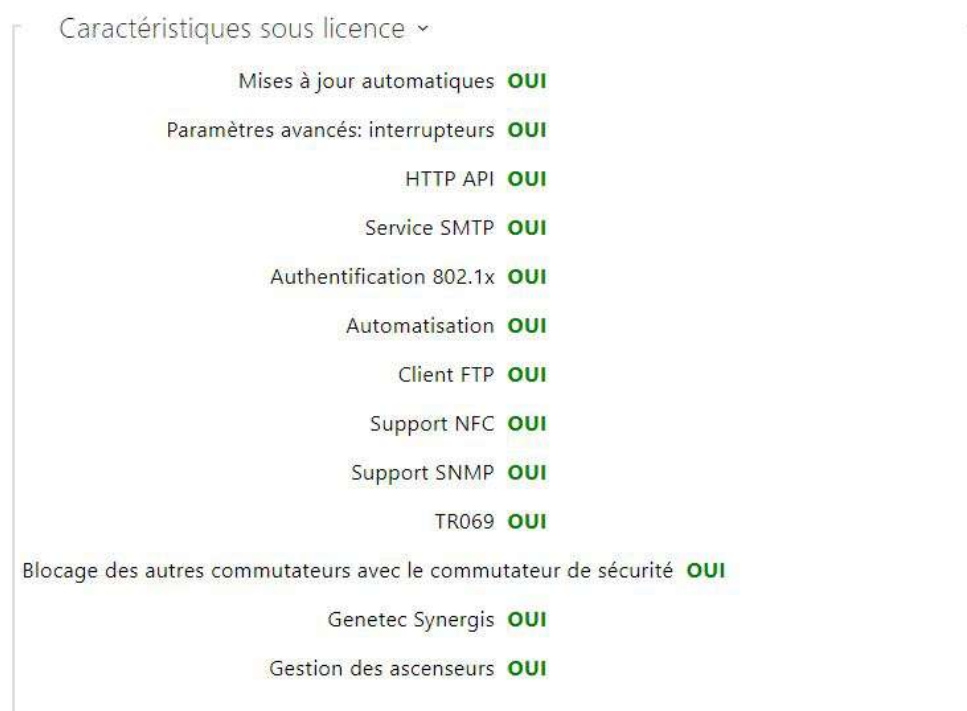 Caractéristiques sous licence
Mises à jour automatiques OUI
Paramètres avancés: interrupteurs OUI
HTTP API OUI
Service SMTP OUI
Authentification 802.1x OUI
Automatisation OUI
Client FTP OUI
Support NFC OUI
Support SNMP OUI
TR069 OUI
Blocage des autres commutateurs avec le commutateur de sécurité OUI
Genetec Synergis OUI
Gestion des ascenseurs OUI